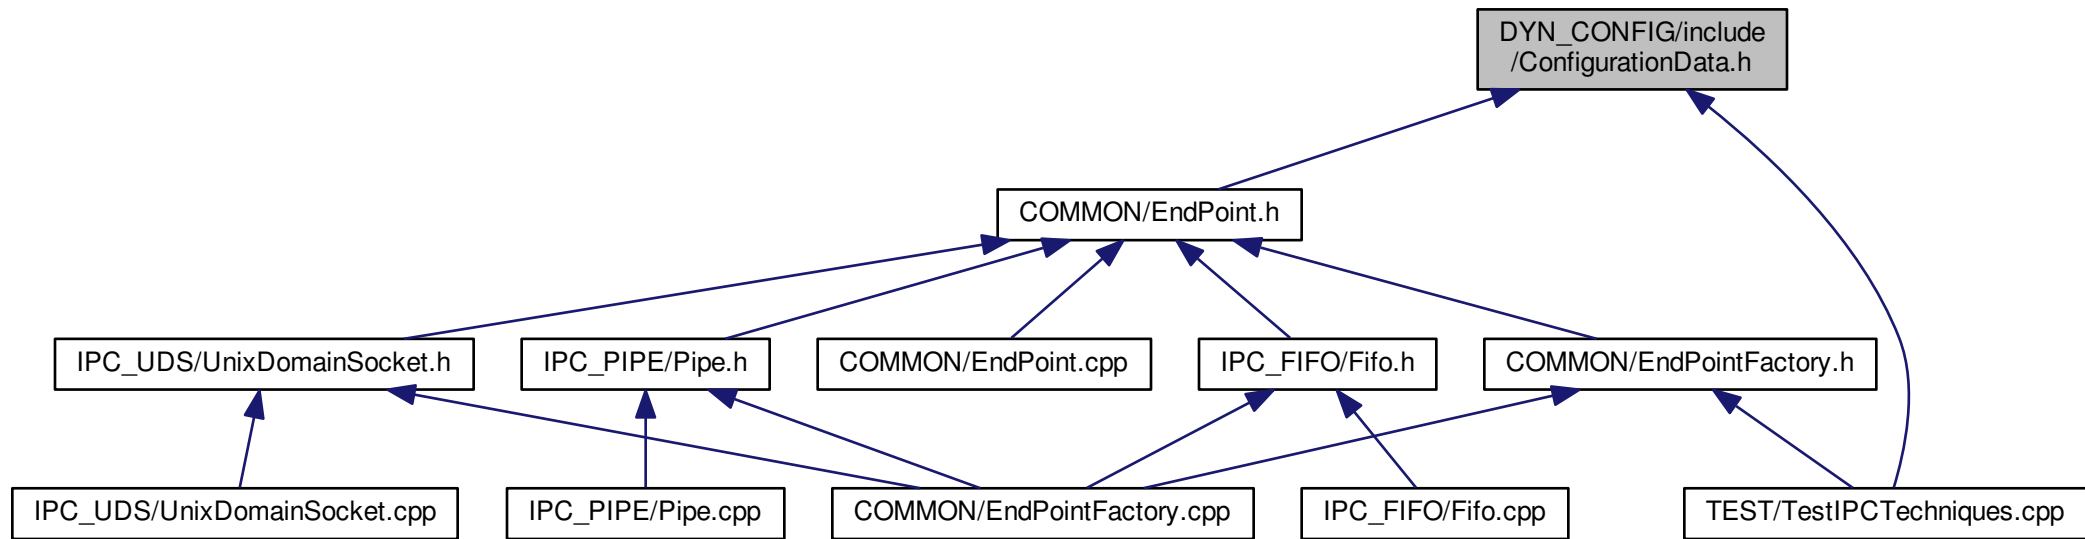 DYN_CONFIG/include
/ConfigurationData.h
COMMON/EndPoint.h
IPC_UDS/UnixDomainSocket.h
IPC_PIPE/Pipe.h
COMMON/EndPoint.cpp
IPC_FIFO/Fifo.h
COMMON/EndPointFactory.h
IPC_UDS/UnixDomainSocket.cpp
IPC_PIPE/Pipe.cpp
COMMON/EndPointFactory.cpp
IPC_FIFO/Fifo.cpp
TEST/TestIPCTechniques.cpp